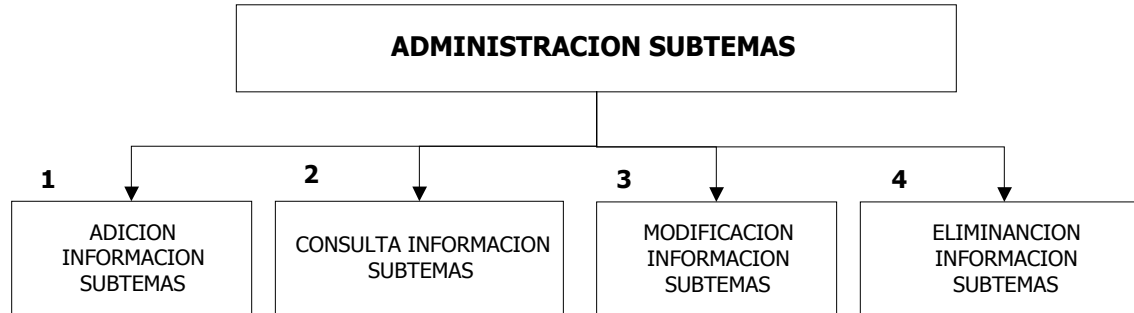 ADMINISTRACION SUBTEMAS
1
2
3
4
ADICION
INFORMACION
SUBTEMAS
CONSULTA INFORMACION
SUBTEMAS
MODIFICACION
INFORMACION
SUBTEMAS
ELIMINANCION
INFORMACION
SUBTEMAS